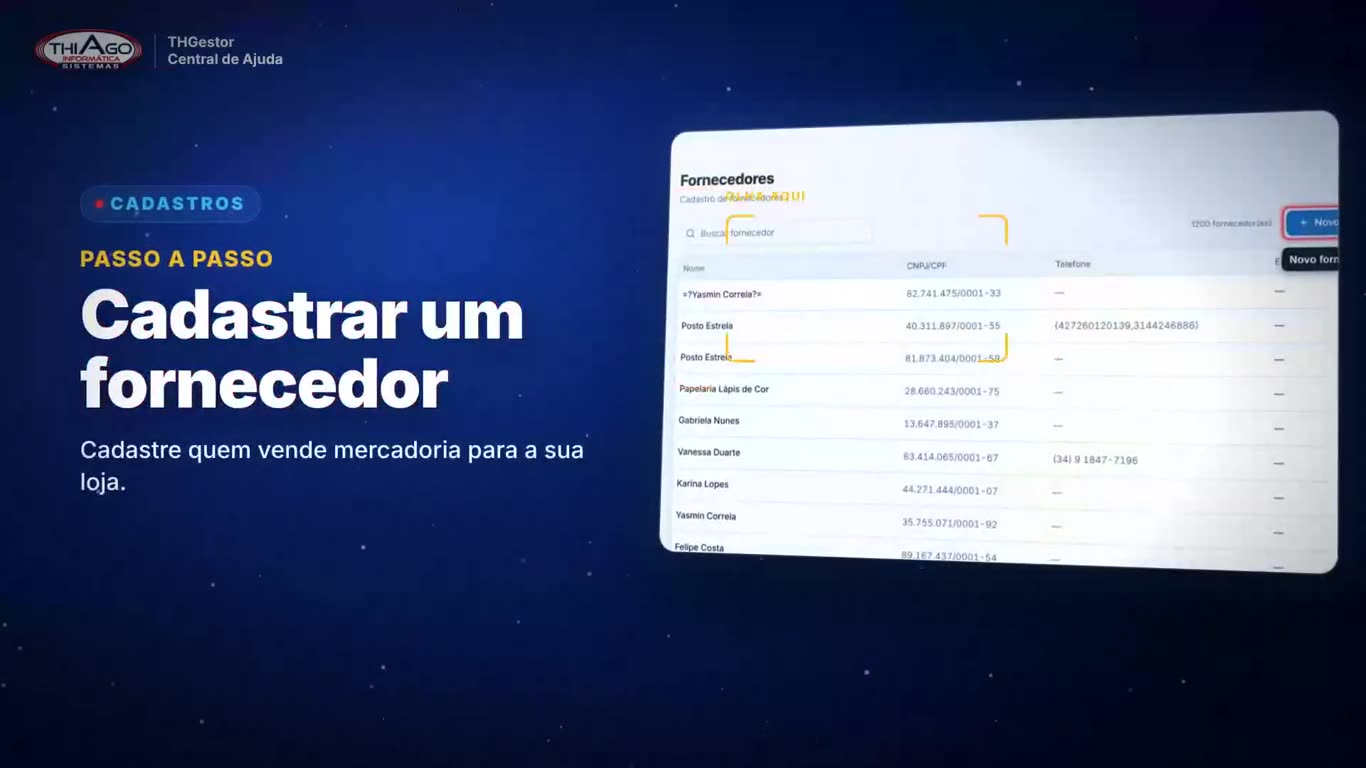 THIAGO
INFORMÁTICA
SISTEMAS
THGestor
Central de Ajuda
CADASTROS
PASSO A PASSO
Cadastrar um
fornecedor
Cadastre quem vende mercadoria para a sua
loja.
Fornecedores
Cadastro de fornecedores
AQUI
Buscar fornecedor
1200 fornecedor(es)
+ Novo
Novo forn
Nome CNPJ/CPF Telefone E
=?Yasmin Correia?= 82.741.475/0001-33 — —
Posto Estrela 40.311.897/0001-55 (427260120139,3144246886) —
Posto Estrela 81.873.404/0001-59 — —
Papelaria Lápis de Cor 28.660.243/0001-75 — —
Gabriela Nunes 13.647.895/0001-37 — —
Vanessa Duarte 83.414.065/0001-67 (34) 9 1847-7196 —
Karina Lopes 44.271.444/0001-07 — —
Yasmin Correia 35.755.071/0001-92 — —
Felipe Costa 89.167.437/0001-54 — —